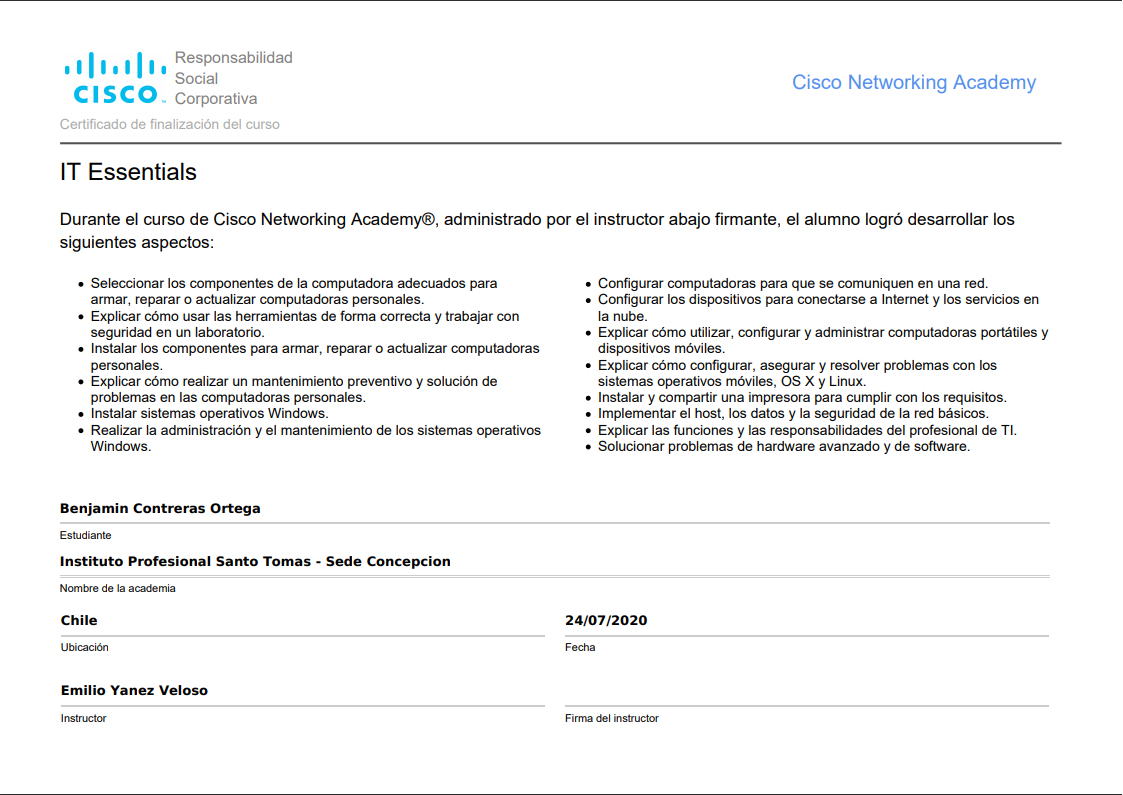 Responsabilidad
Social
CISCO™ Corporativa
Cisco Networking Academy
Certificado de finalización del curso
IT Essentials
Durante el curso de Cisco Networking Academy®, administrado por el instructor abajo firmante, el alumno logró desarrollar los
siguientes aspectos:
• Seleccionar los componentes de la computadora adecuados para
armar, reparar o actualizar computadoras personales.
• Explicar cómo usar las herramientas de forma correcta y trabajar con
seguridad en un laboratorio.
• Instalar los componentes para armar, reparar o actualizar computadoras
personales.
• Explicar cómo realizar un mantenimiento preventivo y solución de
problemas en las computadoras personales.
• Instalar sistemas operativos Windows.
• Realizar la administración y el mantenimiento de los sistemas operativos
Windows.
• Configurar computadoras para que se comuniquen en una red.
• Configurar los dispositivos para conectarse a Internet y los servicios en
la nube.
• Explicar cómo utilizar, configurar y administrar computadoras portátiles y
dispositivos móviles.
• Explicar cómo configurar, asegurar y resolver problemas con los
sistemas operativos móviles, OS X y Linux.
• Instalar y compartir una impresora para cumplir con los requisitos.
• Implementar el host, los datos y la seguridad de la red básicos.
• Explicar las funciones y las responsabilidades del profesional de TI.
• Solucionar problemas de hardware avanzado y de software.
Benjamin Contreras Ortega
Estudiante
Instituto Profesional Santo Tomas - Sede Concepcion
Nombre de la academia
Chile
Ubicación
24/07/2020
Fecha
Emilio Yanez Veloso
Instructor
Firma del instructor